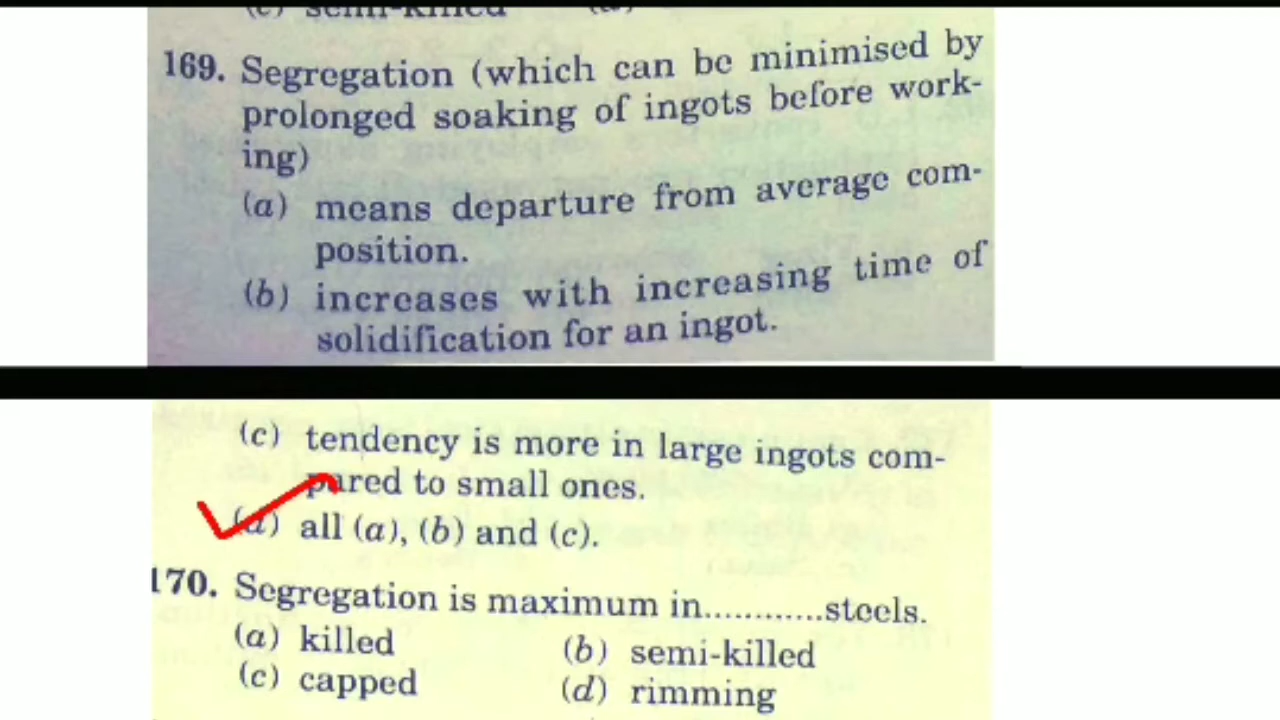 (c) semi-killed
169. Segregation (which can be minimised by
prolonged soaking of ingots before work-
ing)
(a) means departure from average com-
position.
(b) increases with increasing time of
solidification for an ingot.
(c) tendency is more in large ingots com-
pared to small ones.
(d) all (a), (b) and (c).
170. Segregation is maximum in............steels.
(a) killed (b) semi-killed
(c) capped (d) rimming